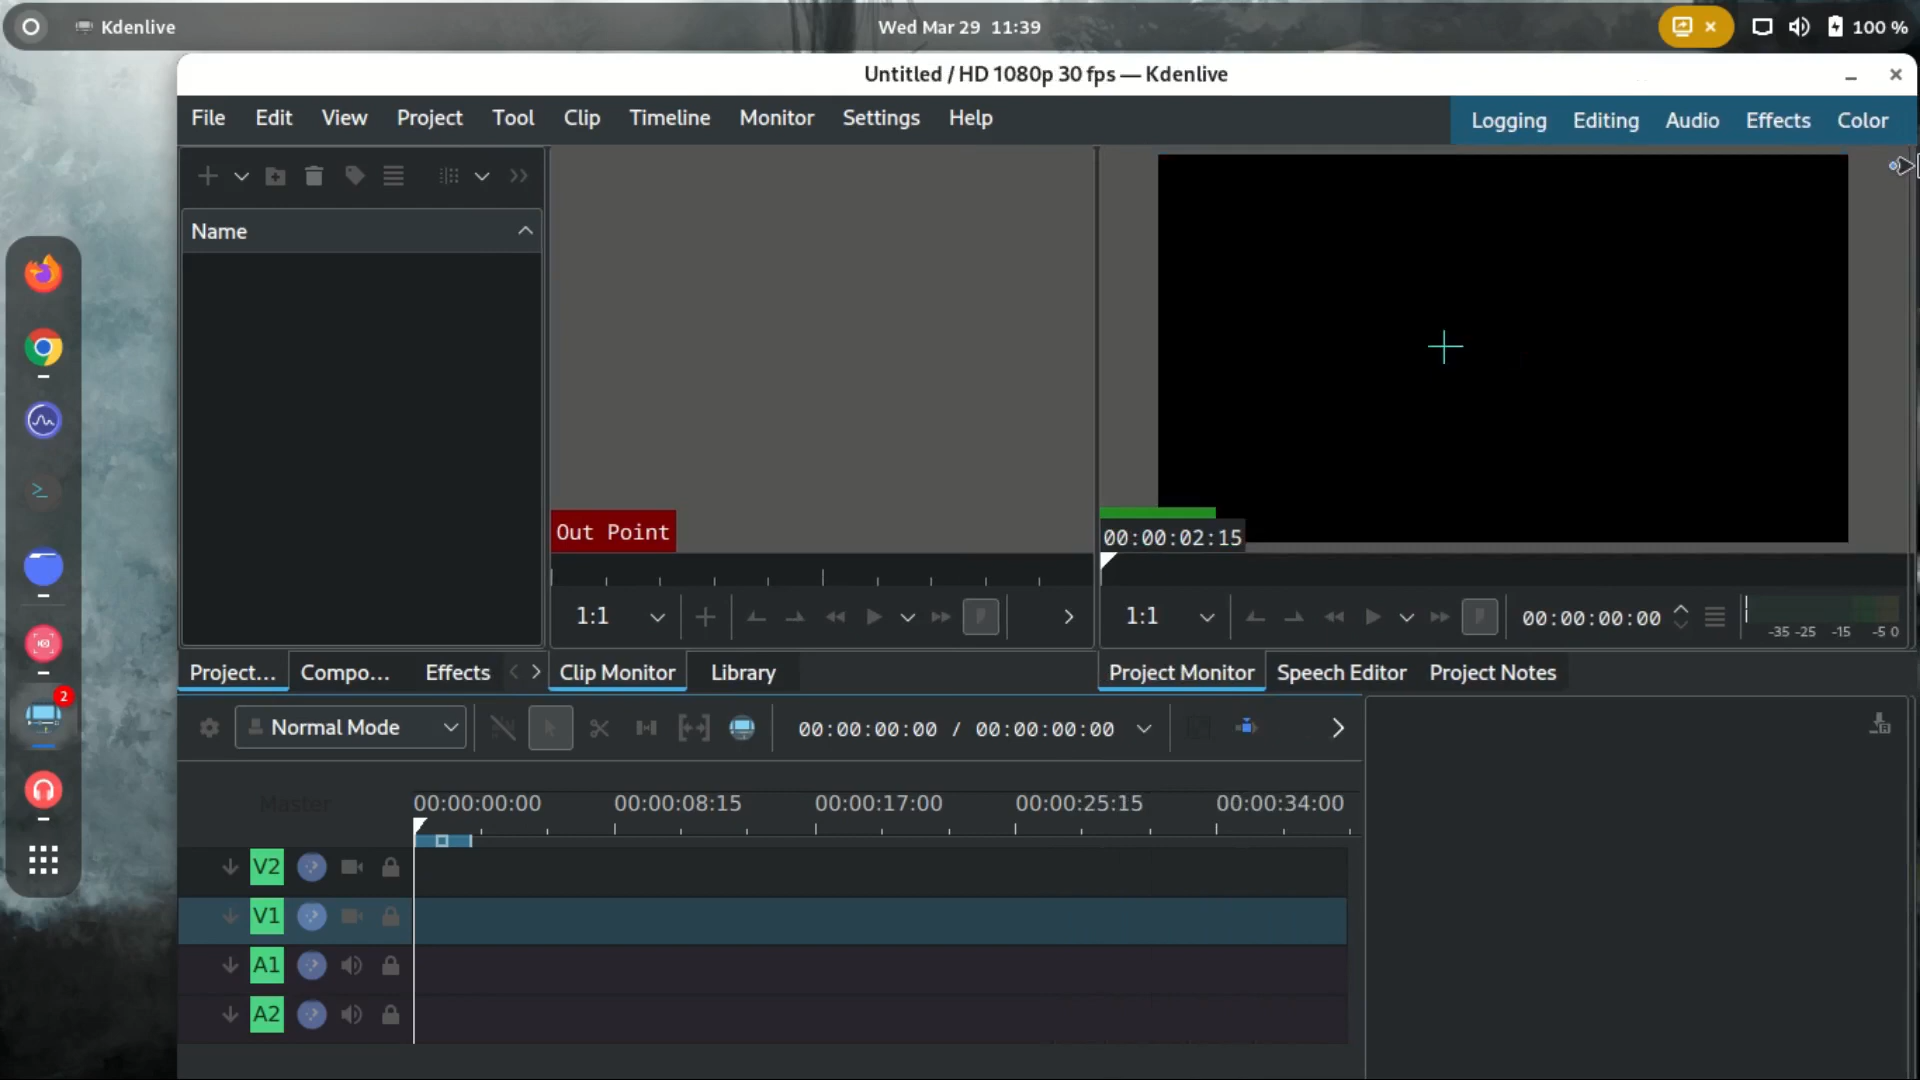 Kdenlive
Wed Mar 29 11:39
100 %
Untitled / HD 1080p 30 fps — Kdenlive
File Edit View Project Tool Clip Timeline Monitor Settings Help
Logging Editing Audio Effects Color
Name
Out Point
00:00:02:15
1:1
1:1
00:00:00:00
-35 -25 -15 -5 0
Project... Compo... Effects
Clip Monitor Library
Project Monitor Speech Editor Project Notes
2
Normal Mode
00:00:00:00 / 00:00:00:00
Master
00:00:00:00 00:00:08:15 00:00:17:00 00:00:25:15 00:00:34:00
V2
V1
A1
A2